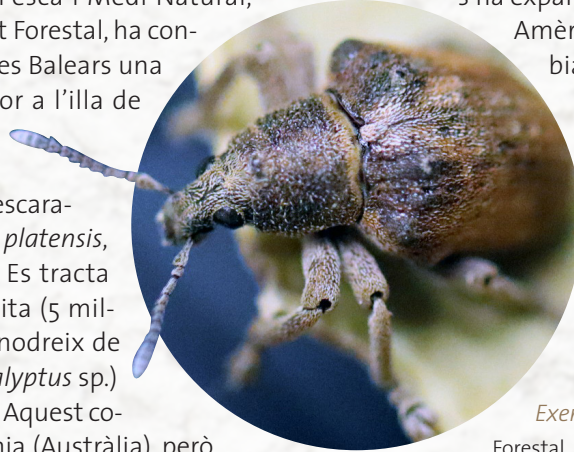 Pesca i Medi Natural,
t Forestal, ha con-
es Balears una
or a l'illa de
escara-
platensis,
Es tracta
ita (5 mil-
nodreix de
alyptus sp.)
Aquest co-
nia (Austràlia), però
s'ha expan
Amèr
bia
Exer
Forestal